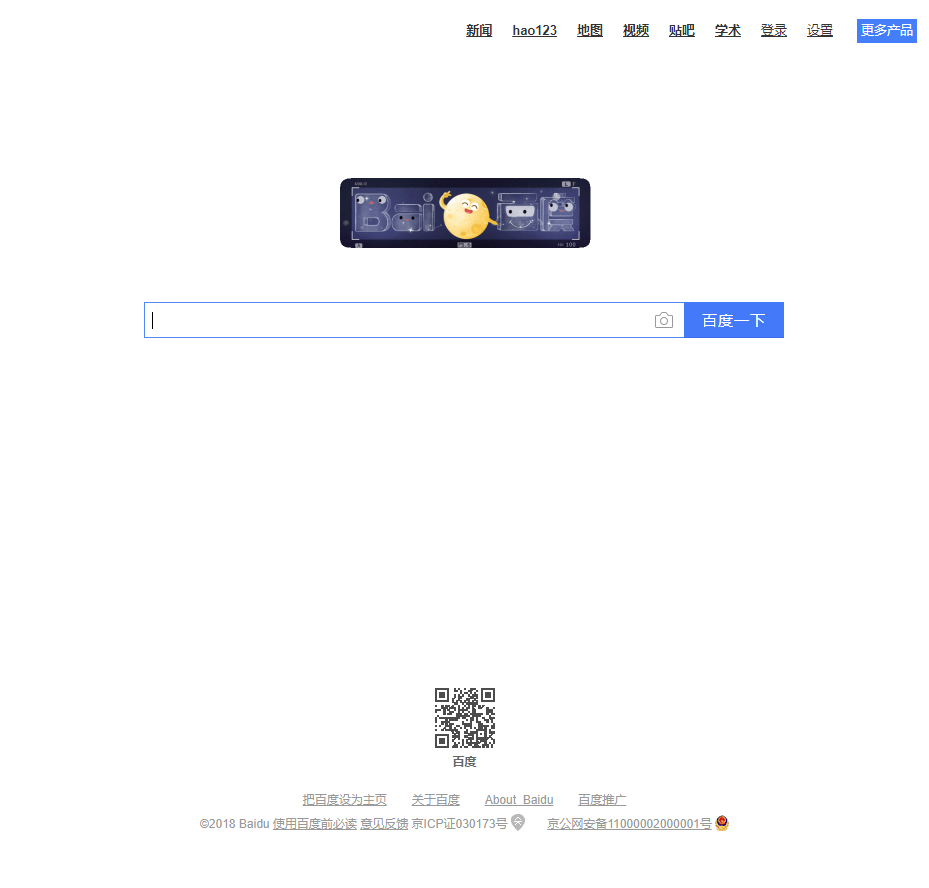 新闻 hao123 地图 视频 贴吧 学术 登录 设置 更多产品
Bai 百度
百度一下
百度
把百度设为主页 关于百度 About Baidu 百度推广
©2018 Baidu 使用百度前必读 意见反馈 京ICP证030173号 京公网安备11000002000001号